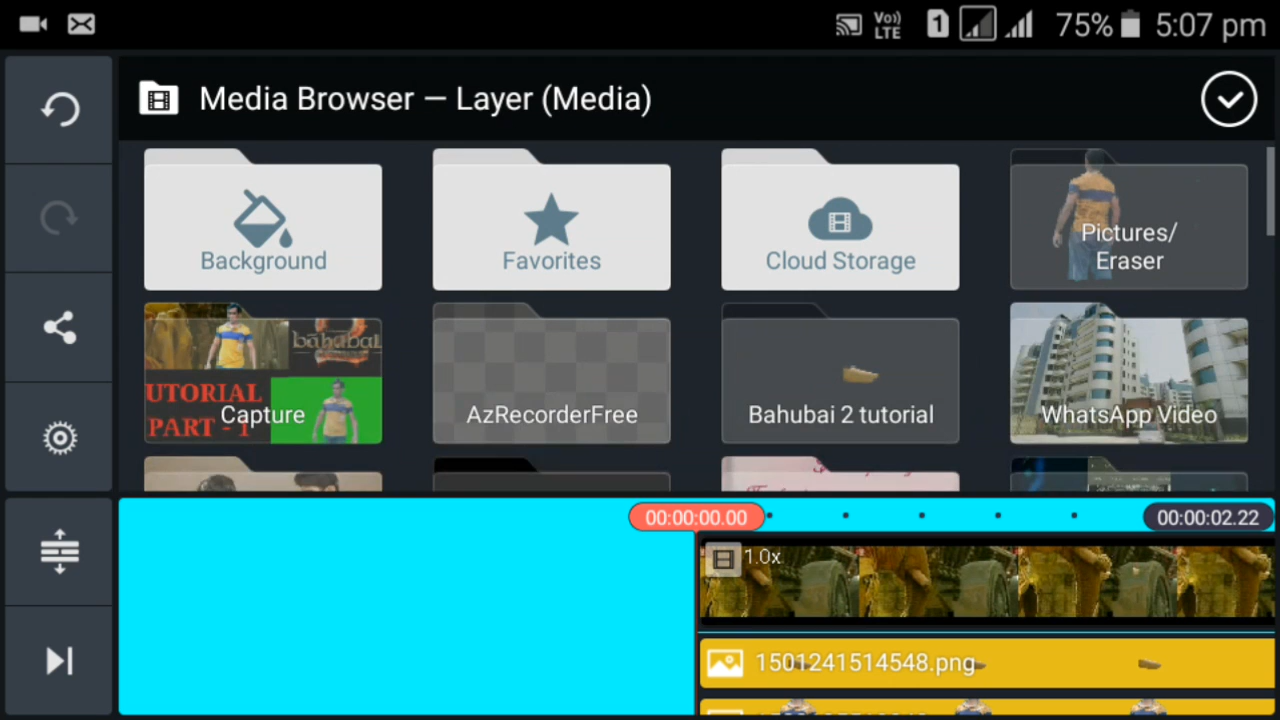 Vo))
LTE
1
75%
5:07 pm
Media Browser — Layer (Media)
Background
Favorites
Cloud Storage
Pictures/
Eraser
bahubal
2
UTORIAL
PART - 1
Capture
AzRecorderFree
Bahubai 2 tutorial
WhatsApp Video
00:00:00.00
00:00:02.22
1.0x
1501241514548.png